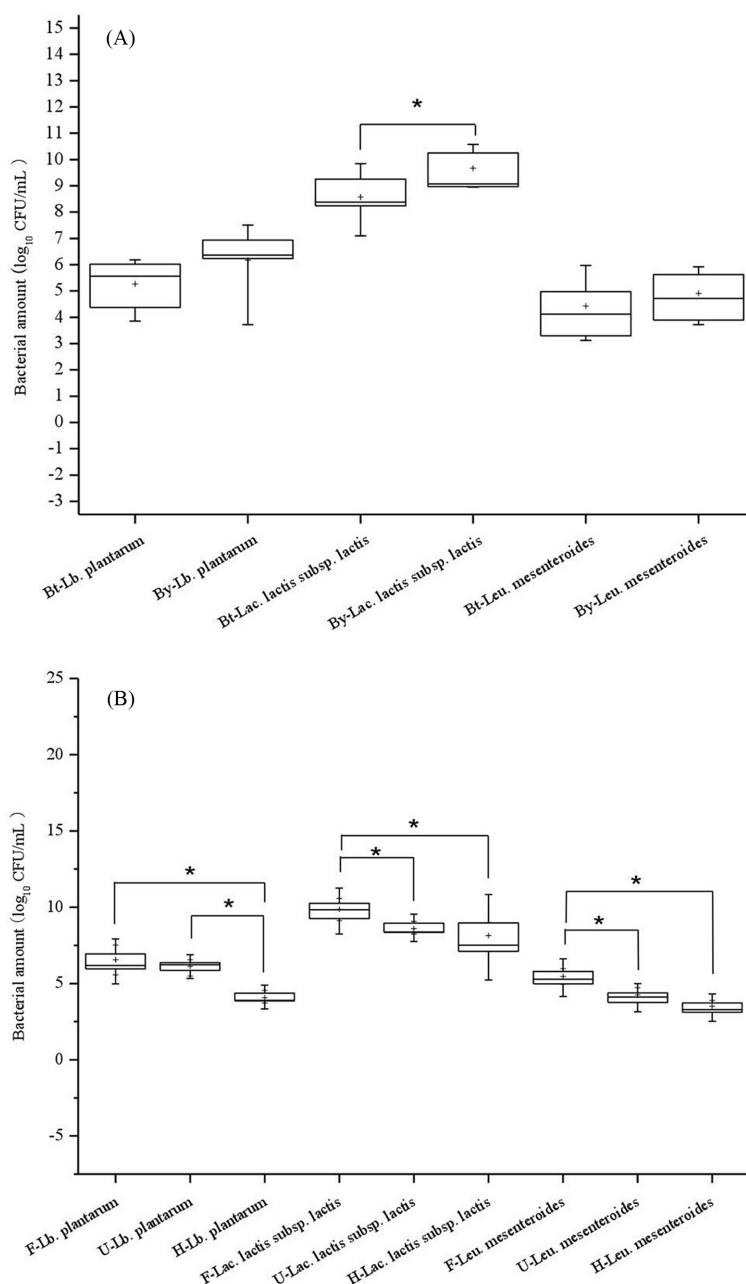 (A)
15
14
13
12
11
10
9
8
7
6
5
4
3
2
1
0
-1
-2
-3
Bacterial amount (log10 CFU/mL )
*
Bt-Lb. plantarum
By-Lb. plantarum
Bt-Lac. lactis subsp. lactis
By-Lac. lactis subsp. lactis
Bt-Leu. mesenteroides
By-Leu. mesenteroides
(B)
25
20
15
10
5
0
-5
Bacterial amount (log10 CFU/mL )
*
*
*
*
*
*
F-Lb. plantarum
U-Lb. plantarum
H-Lb. plantarum
F-Lac. lactis subsp. lactis
U-Lac. lactis subsp. lactis
H-Lac. lactis subsp. lactis
F-Leu. mesenteroides
U-Leu. mesenteroides
H-Leu. mesenteroides